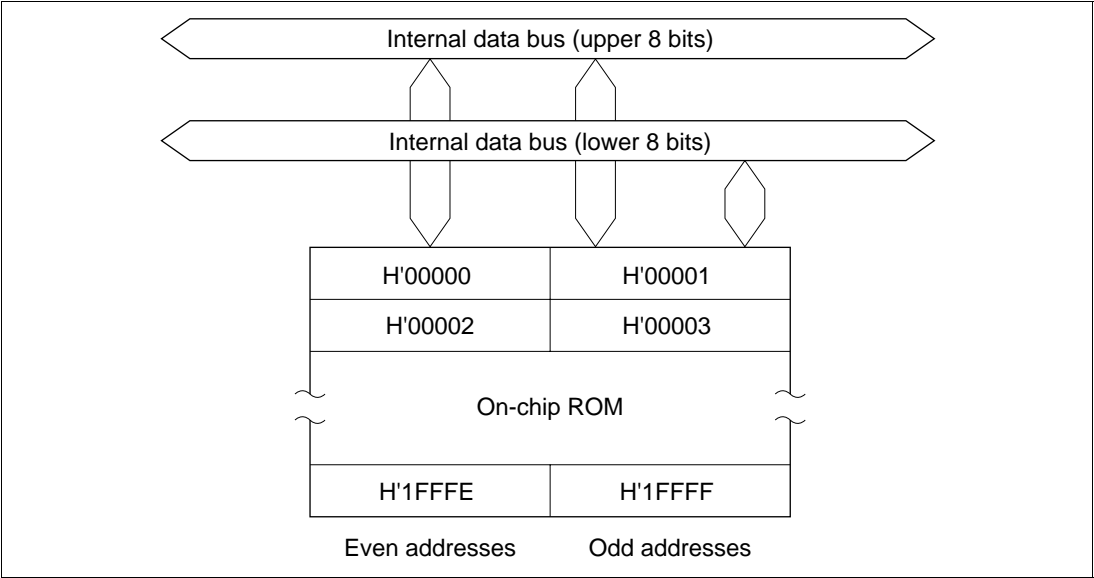 Internal data bus (upper 8 bits)
Internal data bus (lower 8 bits)
H'00000 H'00001
H'00002 H'00003
On-chip ROM
H'1FFFE H'1FFFF
Even addresses Odd addresses